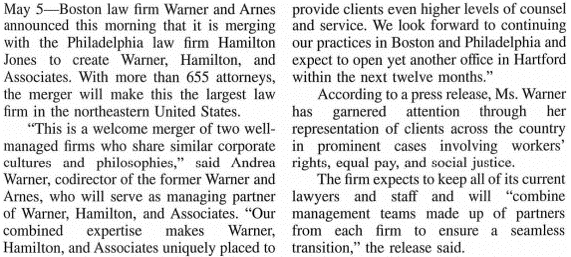 May 5—Boston law firm Warner and Arnes
announced this morning that it is merging
with the Philadelphia law firm Hamilton
Jones to create Warner, Hamilton, and
Associates. With more than 655 attorneys,
the merger will make this the largest law
firm in the northeastern United States.
“This is a welcome merger of two well-
managed firms who share similar corporate
cultures and philosophies,” said Andrea
Warner, codirector of the former Warner and
Arnes, who will serve as managing partner
of Warner, Hamilton, and Associates. “Our
combined expertise makes Warner,
Hamilton, and Associates uniquely placed to
provide clients even higher levels of counsel
and service. We look forward to continuing
our practices in Boston and Philadelphia and
expect to open yet another office in Hartford
within the next twelve months.”
According to a press release, Ms. Warner
has garnered attention through her
representation of clients across the country
in prominent cases involving workers’
rights, equal pay, and social justice.
The firm expects to keep all of its current
lawyers and staff and will “combine
management teams made up of partners
from each firm to ensure a seamless
transition,” the release said.